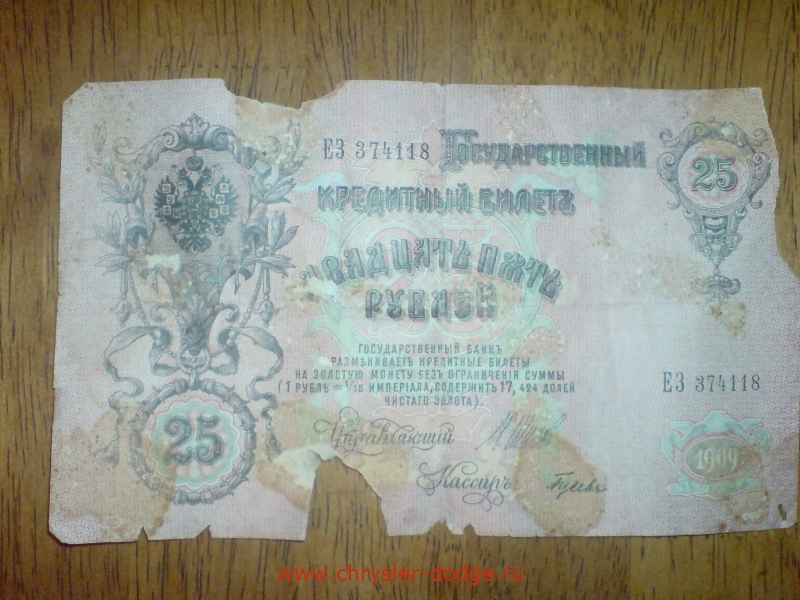 ЕЗ 374118
ГОСУДАРСТВЕННЫЙ
КРЕДИТНЫЙ БИЛЕТЪ
25
ДВАДЦАТЬ ПЯТЬ
РУБЛЕЙ
ГОСУДАРСТВЕННЫЙ БАНКЪ
РАЗМѢНИВАЕТЪ КРЕДИТНЫЕ БИЛЕТЫ
НА ЗОЛОТУЮ МОНЕТУ БЕЗЪ ОГРАНИЧЕНІЯ СУММЫ
(1 РУБЛЬ = 1/15 ИМПЕРІАЛА, СОДЕРЖИТЪ 17, 424 ДОЛЕЙ
ЧИСТАГО ЗОЛОТА).
ЕЗ 374118
25
Управляющій
Кассиръ
1909
www.chrysler-dodge.ru